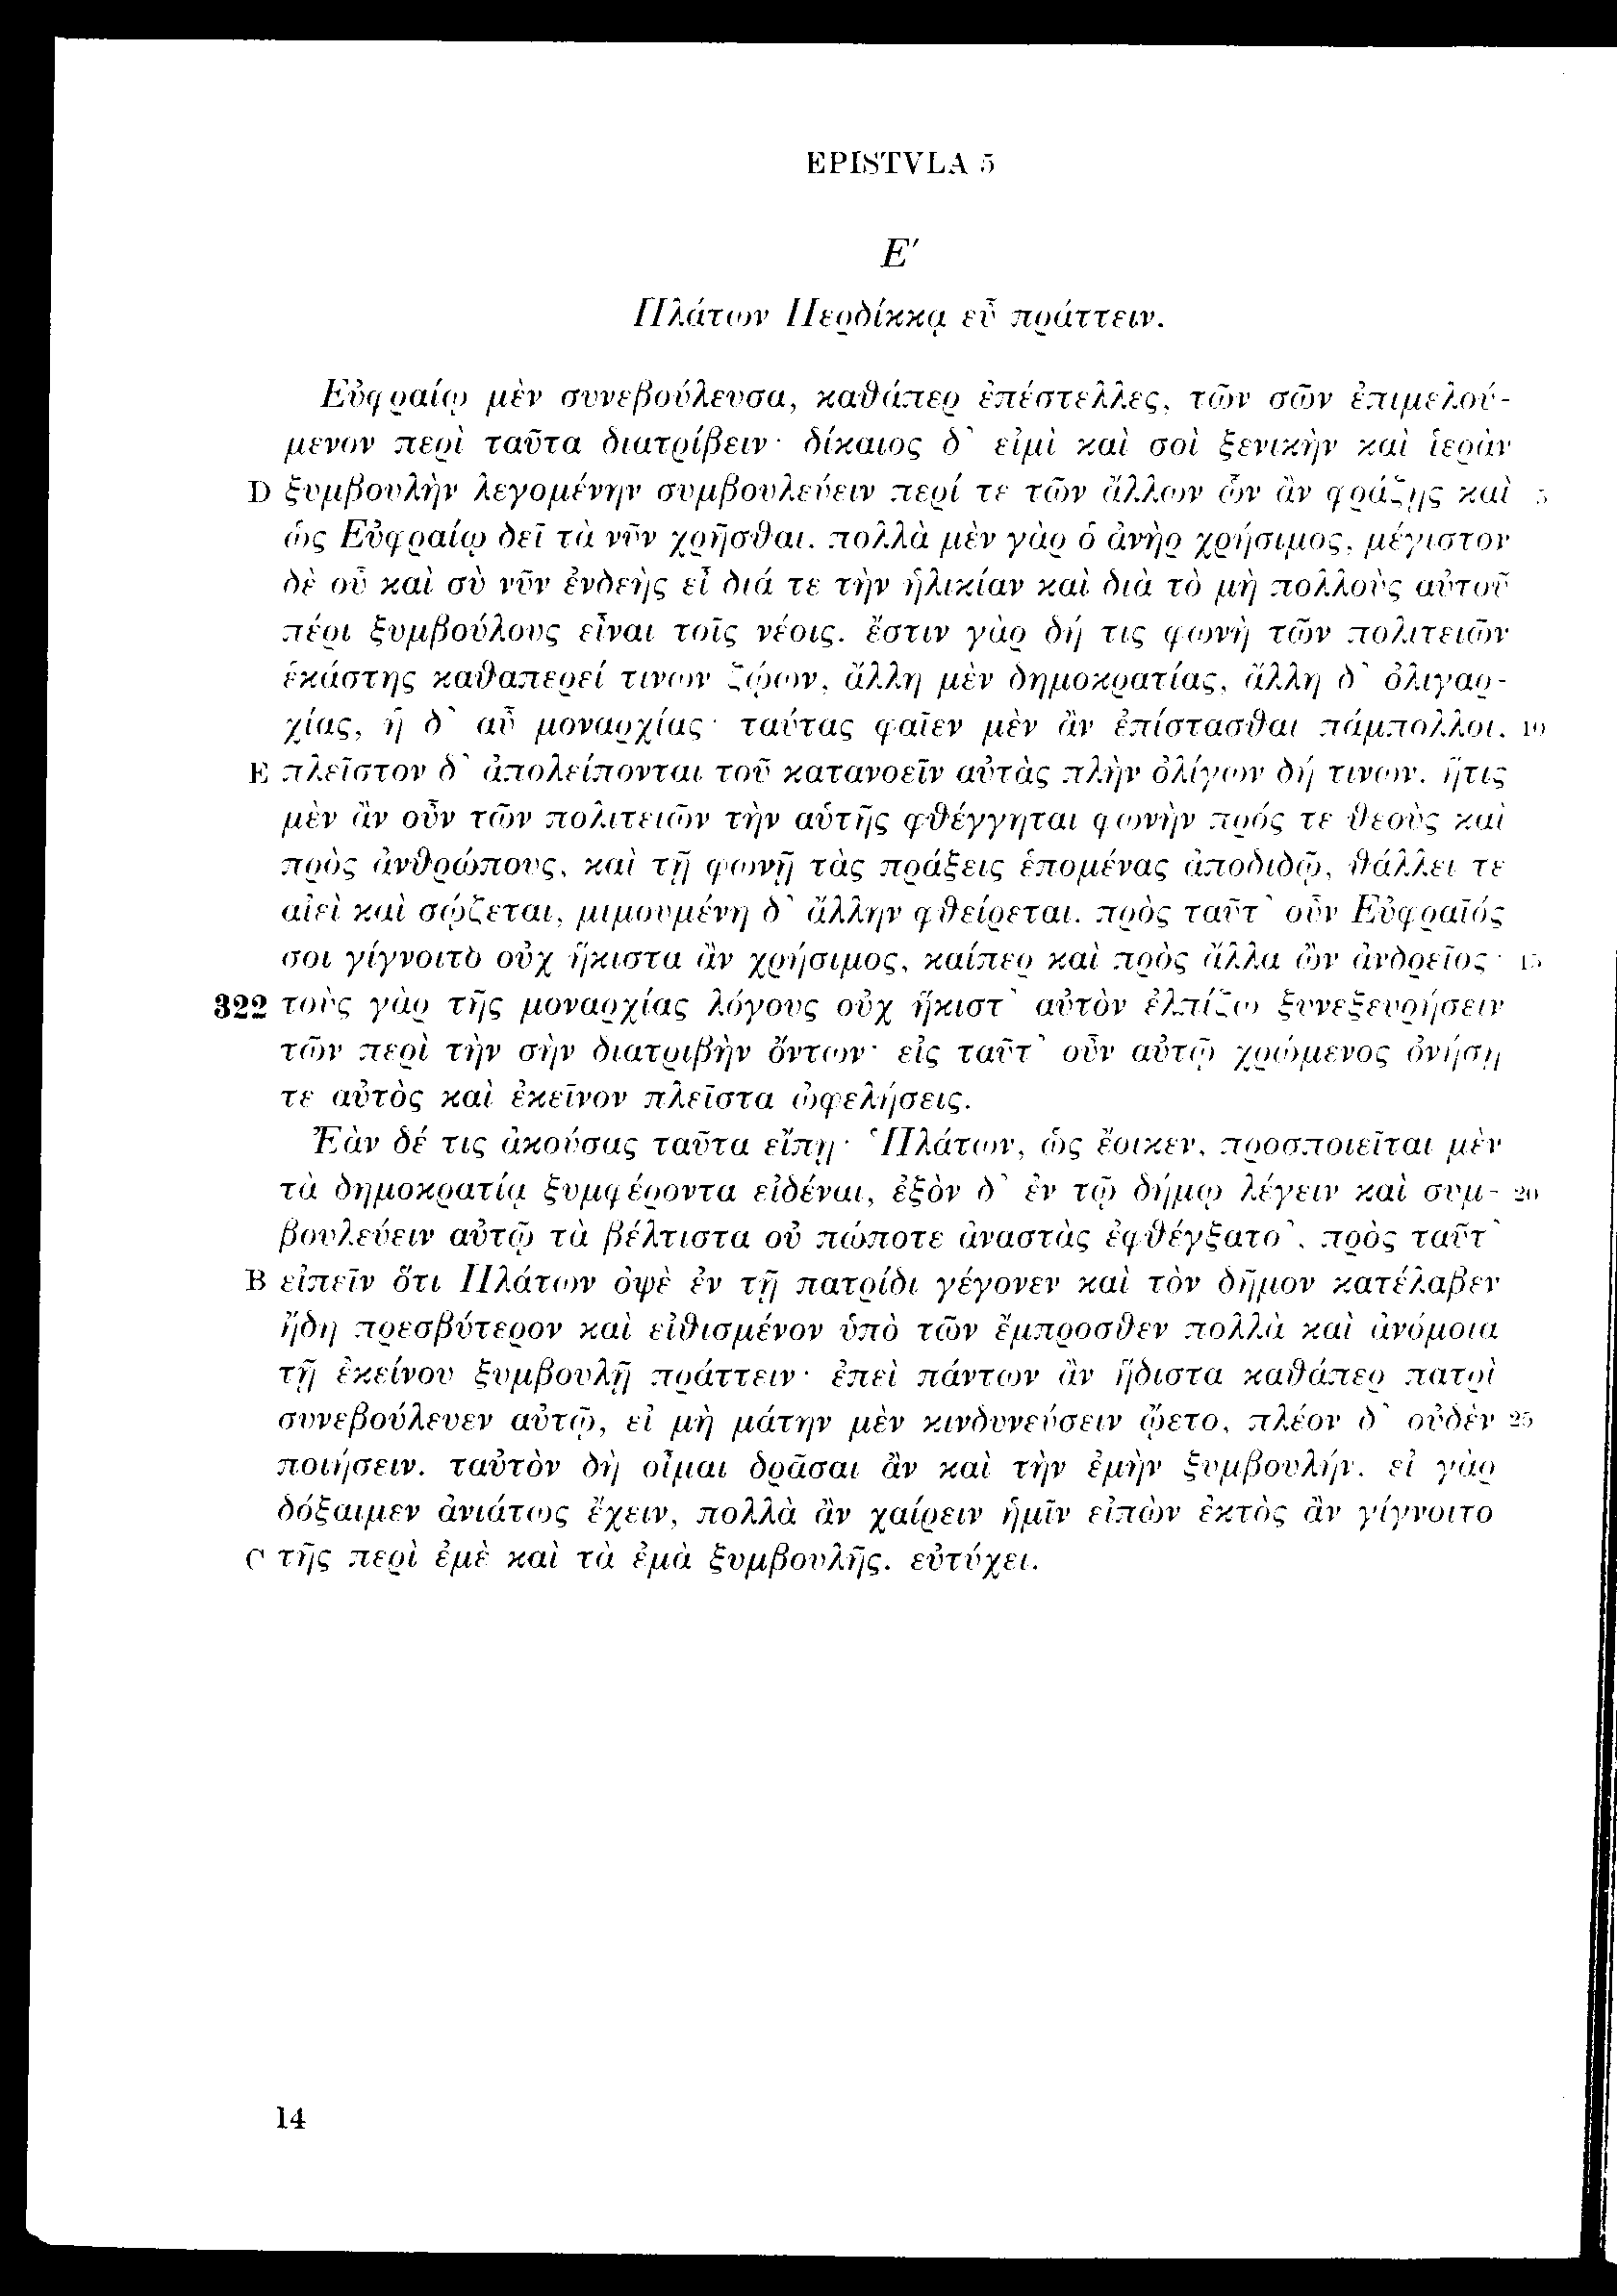 EPISTVLA 5
Ε′
Πλάτων Περδίκκᾳ εὖ πράττειν.
Εὐφραίῳ μὲν συνεβούλευσα, καθάπερ ἐπέστελλες, τῶν σῶν ἐπιμελού-
μενον περὶ ταῦτα διατρίβειν· δίκαιος δ᾽ εἰμὶ καὶ σοὶ ξενικὴν καὶ ἱερὰν
D ξυμβουλὴν λεγομένην συμβουλεύειν περί τε τῶν ἄλλων ὧν ἂν φράζῃς καὶ 5
ὡς Εὐφραίῳ δεῖ τὰ νῦν χρῆσθαι. πολλὰ μὲν γὰρ ὁ ἀνὴρ χρήσιμος, μέγιστον
δὲ οὗ καὶ σὺ νῦν ἐνδεὴς εἶ διά τε τὴν ἡλικίαν καὶ διὰ τὸ μὴ πολλοὺς αὐτοῦ
πέρι ξυμβούλους εἶναι τοῖς νέοις. ἔστιν γὰρ δή τις φωνὴ τῶν πολιτειῶν
ἑκάστης καθαπερεί τινων ζῴων, ἄλλη μὲν δημοκρατίας, ἄλλη δ᾽ ὀλιγαρ-
χίας, ἡ δ᾽ αὖ μοναρχίας· ταύτας φαῖεν μὲν ἂν ἐπίστασθαι πάμπολλοι. 10
E πλεῖστον δ᾽ ἀπολείπονται τοῦ κατανοεῖν αὐτὰς πλὴν ὀλίγων δή τινων. ἥτις
μὲν ἂν οὖν τῶν πολιτειῶν τὴν αὑτῆς φθέγγηται φωνὴν πρός τε θεοὺς καὶ
πρὸς ἀνθρώπους, καὶ τῇ φωνῇ τὰς πράξεις ἑπομένας ἀποδιδῷ, θάλλει τε
αἰεὶ καὶ σῴζεται, μιμουμένη δ᾽ ἄλλην φθείρεται. πρὸς ταῦτ᾽ οὖν Εὐφραῖός
σοι γίγνοιτο οὐχ ἥκιστα ἂν χρήσιμος, καίπερ καὶ πρὸς ἄλλα ὢν ἀνδρεῖος· 15
322 τοὺς γὰρ τῆς μοναρχίας λόγους οὐχ ἥκιστ᾽ αὐτὸν ἐλπίζω ξυνεξευρήσειν
τῶν περὶ τὴν σὴν διατριβὴν ὄντων· εἰς ταῦτ᾽ οὖν αὐτῷ χρώμενος ὀνήσῃ
τε αὐτὸς καὶ ἐκεῖνον πλεῖστα ὠφελήσεις.
Ἐὰν δέ τις ἀκούσας ταῦτα εἴπῃ· ῾Πλάτων, ὡς ἔοικεν, προσποιεῖται μὲν
τὰ δημοκρατίᾳ ξυμφέροντα εἰδέναι, ἐξὸν δ᾽ ἐν τῷ δήμῳ λέγειν καὶ συμ- 20
βουλεύειν αὐτῷ τὰ βέλτιστα οὐ πώποτε ἀναστὰς ἐφθέγξατο᾽, πρὸς ταῦτ᾽
B εἰπεῖν ὅτι Πλάτων ὀψὲ ἐν τῇ πατρίδι γέγονεν καὶ τὸν δῆμον κατέλαβεν
ἤδη πρεσβύτερον καὶ εἰθισμένον ὑπὸ τῶν ἔμπροσθεν πολλὰ καὶ ἀνόμοια
τῇ ἐκείνου ξυμβουλῇ πράττειν· ἐπεὶ πάντων ἂν ἥδιστα καθάπερ πατρὶ
συνεβούλευεν αὐτῷ, εἰ μὴ μάτην μὲν κινδυνεύσειν ᾤετο, πλέον δ᾽ οὐδὲν 25
ποιήσειν. ταὐτὸν δὴ οἶμαι δρᾶσαι ἂν καὶ τὴν ἐμὴν ξυμβουλήν. εἰ γὰρ
δόξαιμεν ἀνιάτως ἔχειν, πολλὰ ἂν χαίρειν ἡμῖν εἰπὼν ἐκτὸς ἂν γίγνοιτο
C τῆς περὶ ἐμὲ καὶ τὰ ἐμὰ ξυμβουλῆς. εὐτύχει.
14